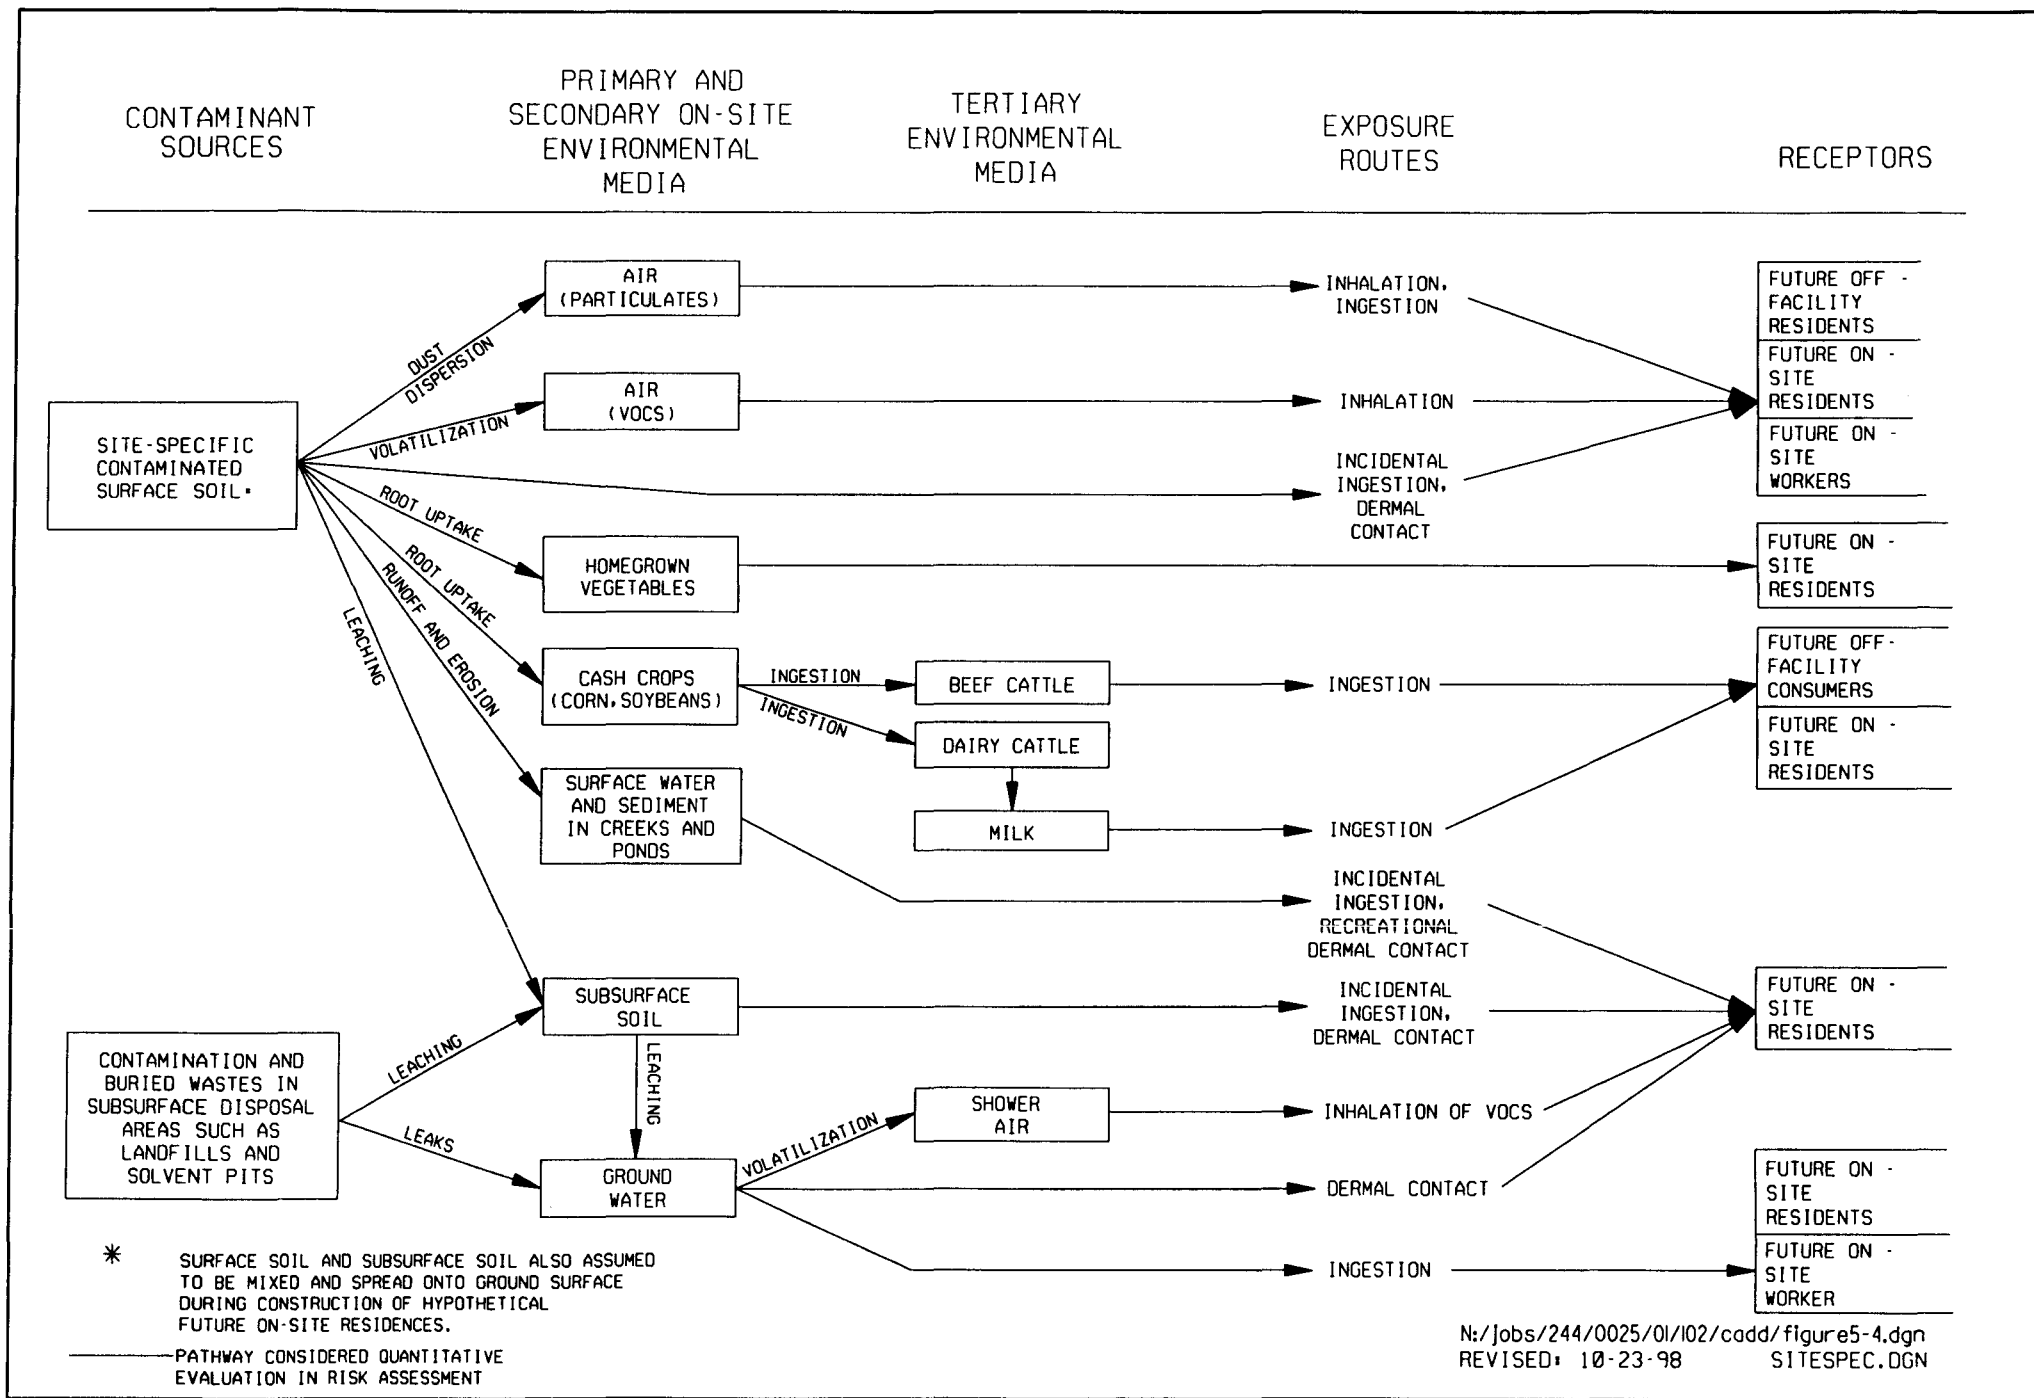 CONTAMINANT
SOURCES
PRIMARY AND
SECONDARY ON-SITE
ENVIRONMENTAL
MEDIA
TERTIARY
ENVIRONMENTAL
MEDIA
EXPOSURE
ROUTES
RECEPTORS
SITE-SPECIFIC
CONTAMINATED
SURFACE SOIL*
DUST
DISPERSION
VOLATILIZATION
ROOT UPTAKE
ROOT UPTAKE
RUNOFF AND EROSION
LEACHING
AIR
(PARTICULATES)
AIR
(VOCS)
HOMEGROWN
VEGETABLES
CASH CROPS
(CORN, SOYBEANS)
SURFACE WATER
AND SEDIMENT
IN CREEKS AND
PONDS
INGESTION
INGESTION
BEEF CATTLE
DAIRY CATTLE
MILK
INHALATION,
INGESTION
INHALATION
INCIDENTAL
INGESTION,
DERMAL
CONTACT
INGESTION
INGESTION
INCIDENTAL
INGESTION,
RECREATIONAL
DERMAL CONTACT
FUTURE OFF -
FACILITY
RESIDENTS
FUTURE ON -
SITE
RESIDENTS
FUTURE ON -
SITE
WORKERS
FUTURE ON -
SITE
RESIDENTS
FUTURE OFF-
FACILITY
CONSUMERS
FUTURE ON -
SITE
RESIDENTS
CONTAMINATION AND
BURIED WASTES IN
SUBSURFACE DISPOSAL
AREAS SUCH AS
LANDFILLS AND
SOLVENT PITS
LEACHING
LEAKS
SUBSURFACE
SOIL
LEACHING
GROUND
WATER
VOLATILIZATION
SHOWER
AIR
INCIDENTAL
INGESTION,
DERMAL CONTACT
INHALATION OF VOCS
DERMAL CONTACT
INGESTION
FUTURE ON -
SITE
RESIDENTS
FUTURE ON -
SITE
RESIDENTS
FUTURE ON -
SITE
WORKER
* SURFACE SOIL AND SUBSURFACE SOIL ALSO ASSUMED
TO BE MIXED AND SPREAD ONTO GROUND SURFACE
DURING CONSTRUCTION OF HYPOTHETICAL
FUTURE ON-SITE RESIDENCES.
PATHWAY CONSIDERED QUANTITATIVE
EVALUATION IN RISK ASSESSMENT
N:/jobs/244/0025/01/102/cadd/figure5-4.dgn
REVISED: 10-23-98 SITESPEC.DGN